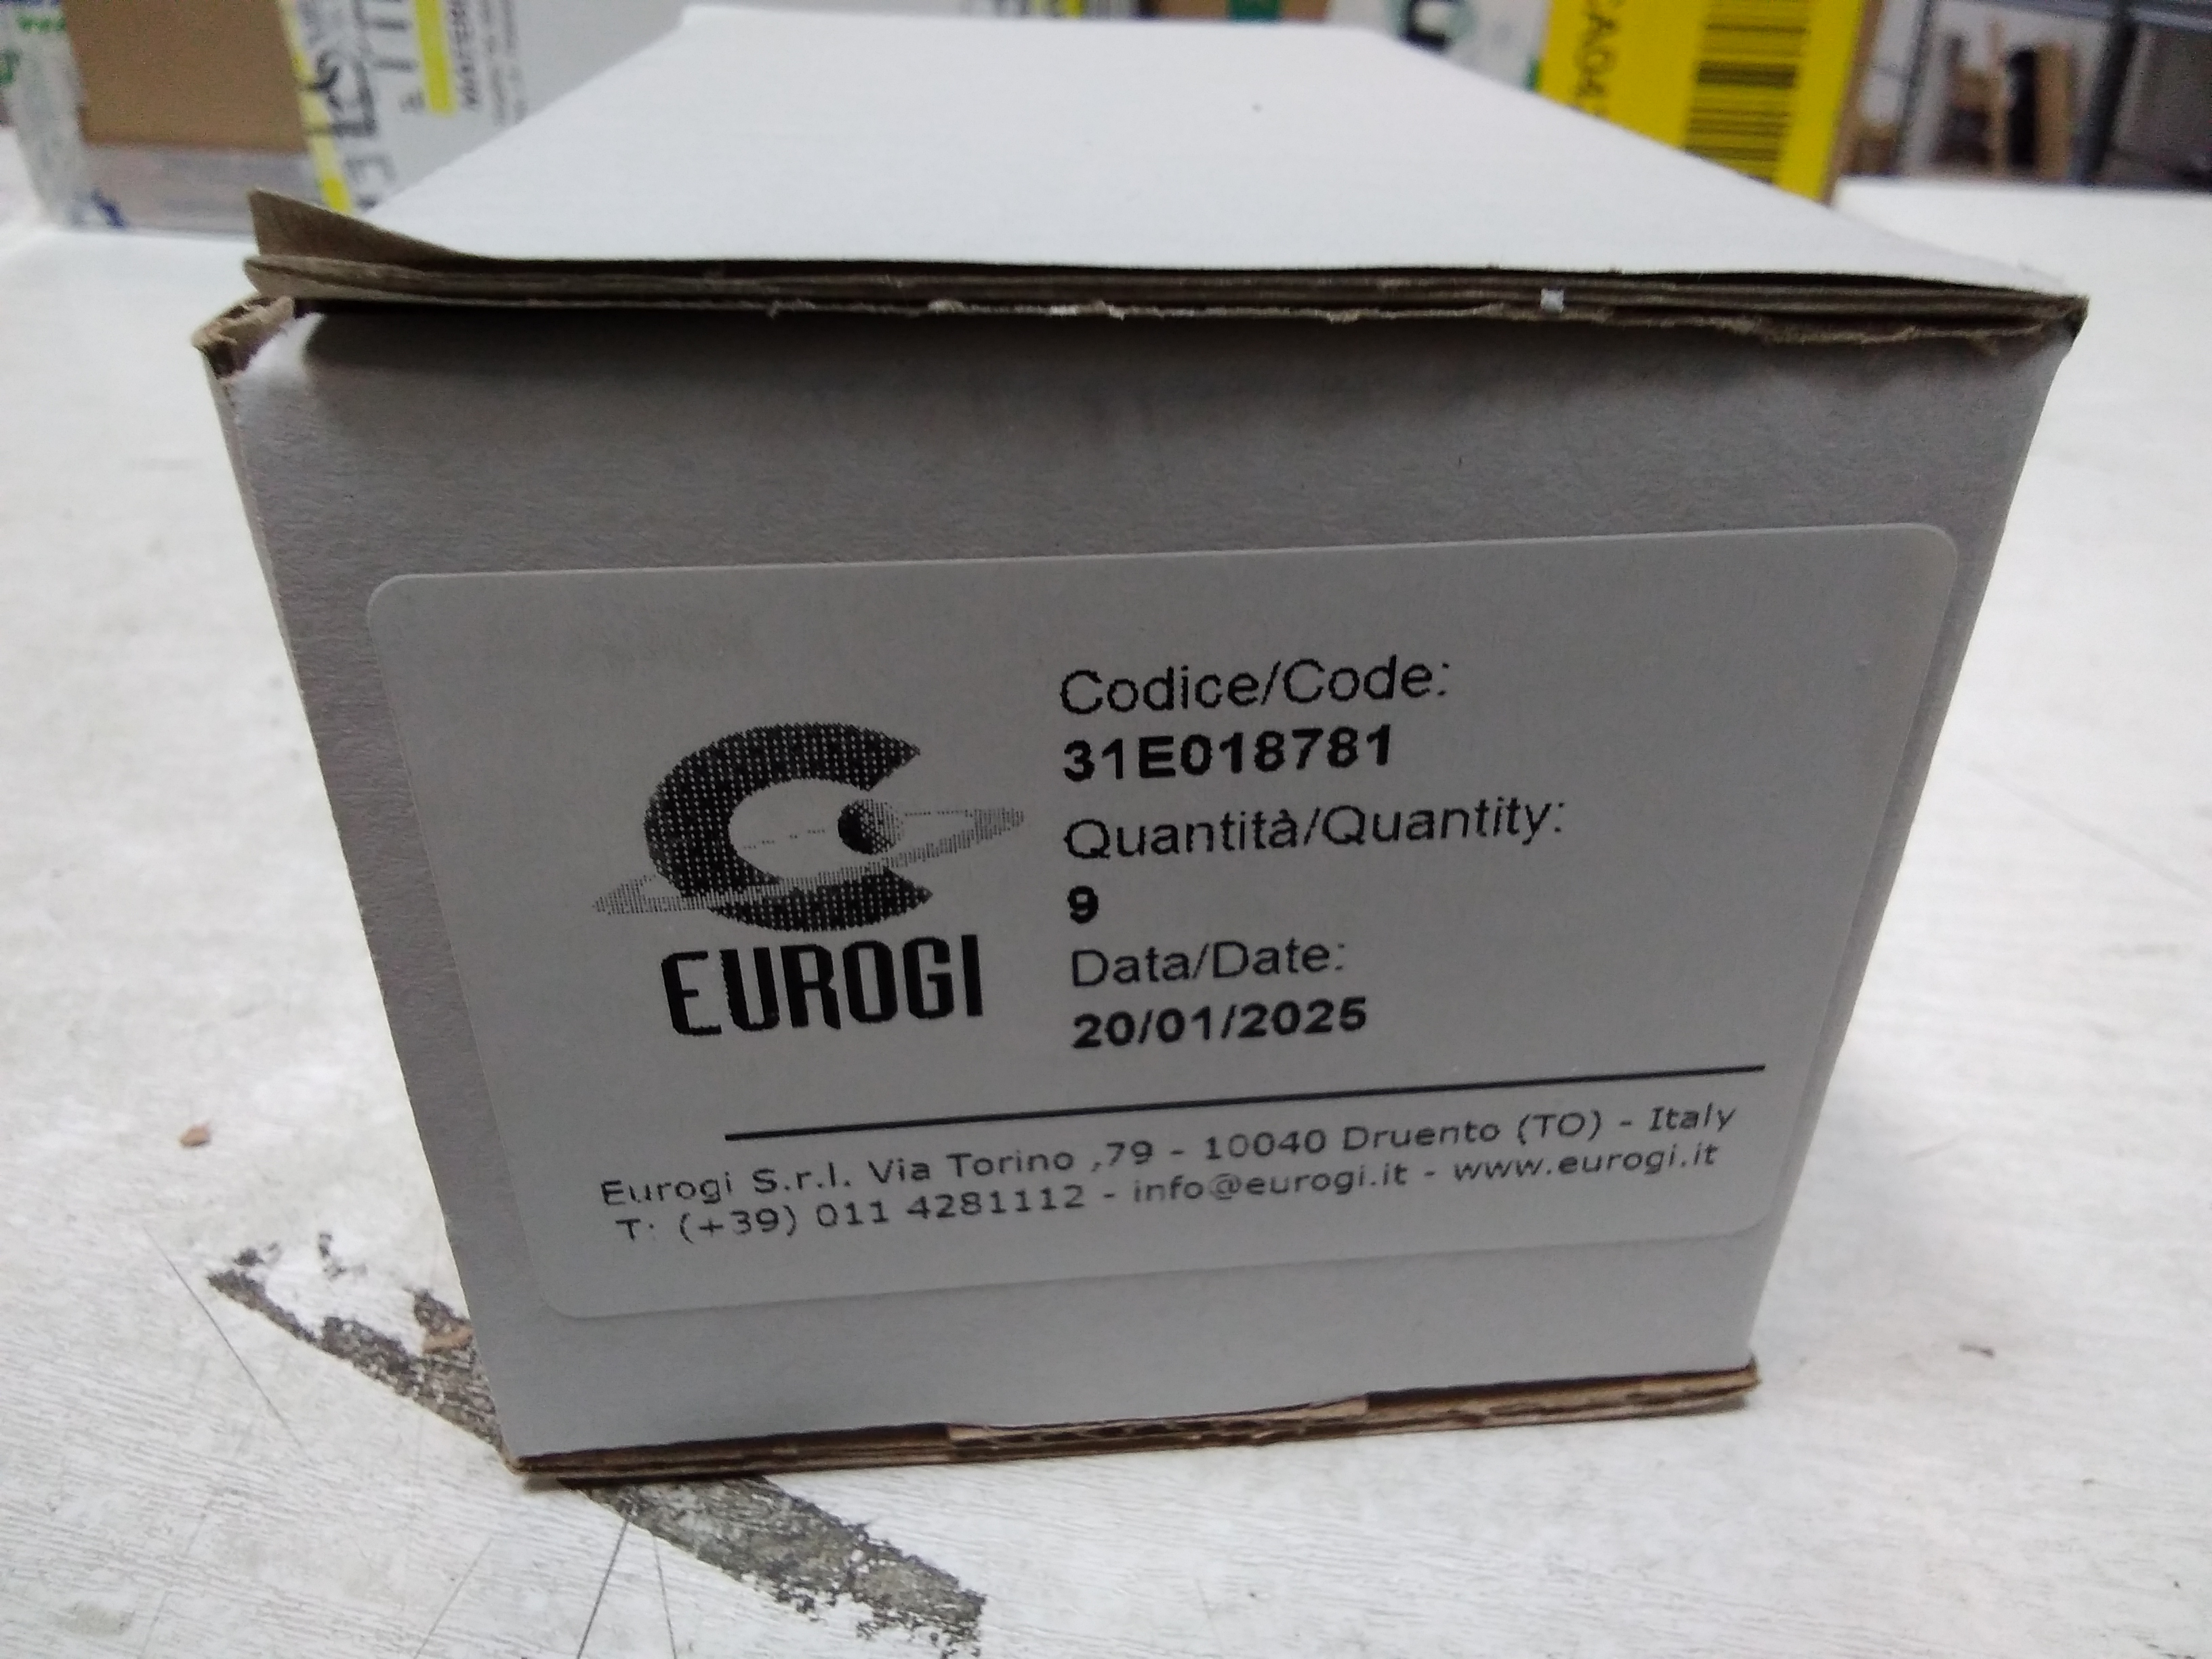 Codice/Code:
31E018781
Quantità/Quantity:
9
Data/Date:
20/01/2025
EUROGI
Eurogi S.r.l. Via Torino ,79 - 10040 Druento (TO) - Italy
T: (+39) 011 4281112 - info@eurogi.it - www.eurogi.it